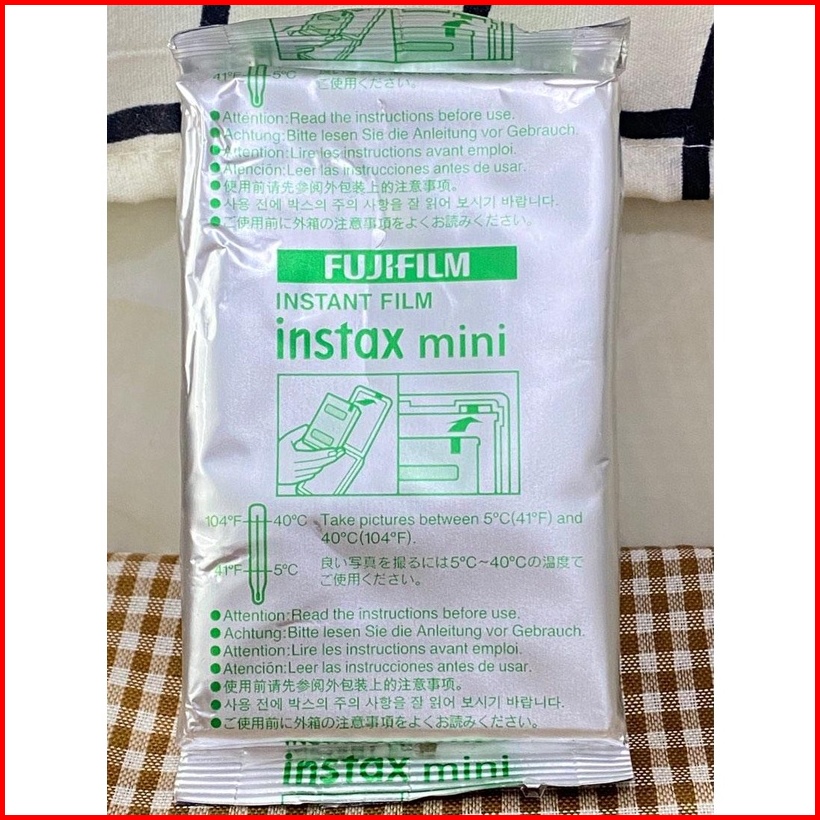 41°F 5°C
ご使用ください。
●Attention:Read the instructions before use.
●Achtung:Bitte lesen Sie die Anleitung vor Gebrauch.
●Attention:Lire les instructions avant emploi.
●Atención:Leer las instrucciones antes de usar.
●使用前请先参阅外包装上的注意事项。
●사용 전에 박스의 주의 사항을 잘 읽어 보시기 바랍니다.
●ご使用前に外箱の注意事項をよくお読みください。
FUJIFILM
INSTANT FILM
instax mini
104°F 40°C Take pictures between 5°C(41°F) and
40°C(104°F).
41°F 5°C 良い写真を撮るには5°C~40°Cの温度で
ご使用ください。
●Attention:Read the instructions before use.
●Achtung:Bitte lesen Sie die Anleitung vor Gebrauch.
●Attention:Lire les instructions avant emploi.
●Atención:Leer las instrucciones antes de usar.
●使用前请先参阅外包装上的注意事项。
●사용 전에 박스의 주의 사항을 잘 읽어 보시기 바랍니다.
●ご使用前に外箱の注意事項をよくお読みください。
instax mini